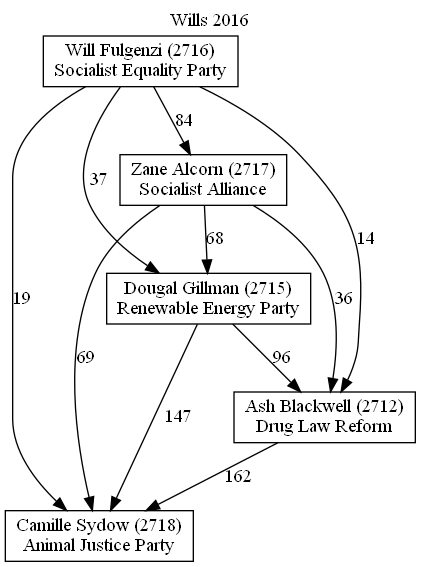 Wills 2016
Will Fulgenzi (2716)
Socialist Equality Party
84
Zane Alcorn (2717)
Socialist Alliance
37
68
14
Dougal Gillman (2715)
Renewable Energy Party
19
36
69
96
147
Ash Blackwell (2712)
Drug Law Reform
162
Camille Sydow (2718)
Animal Justice Party